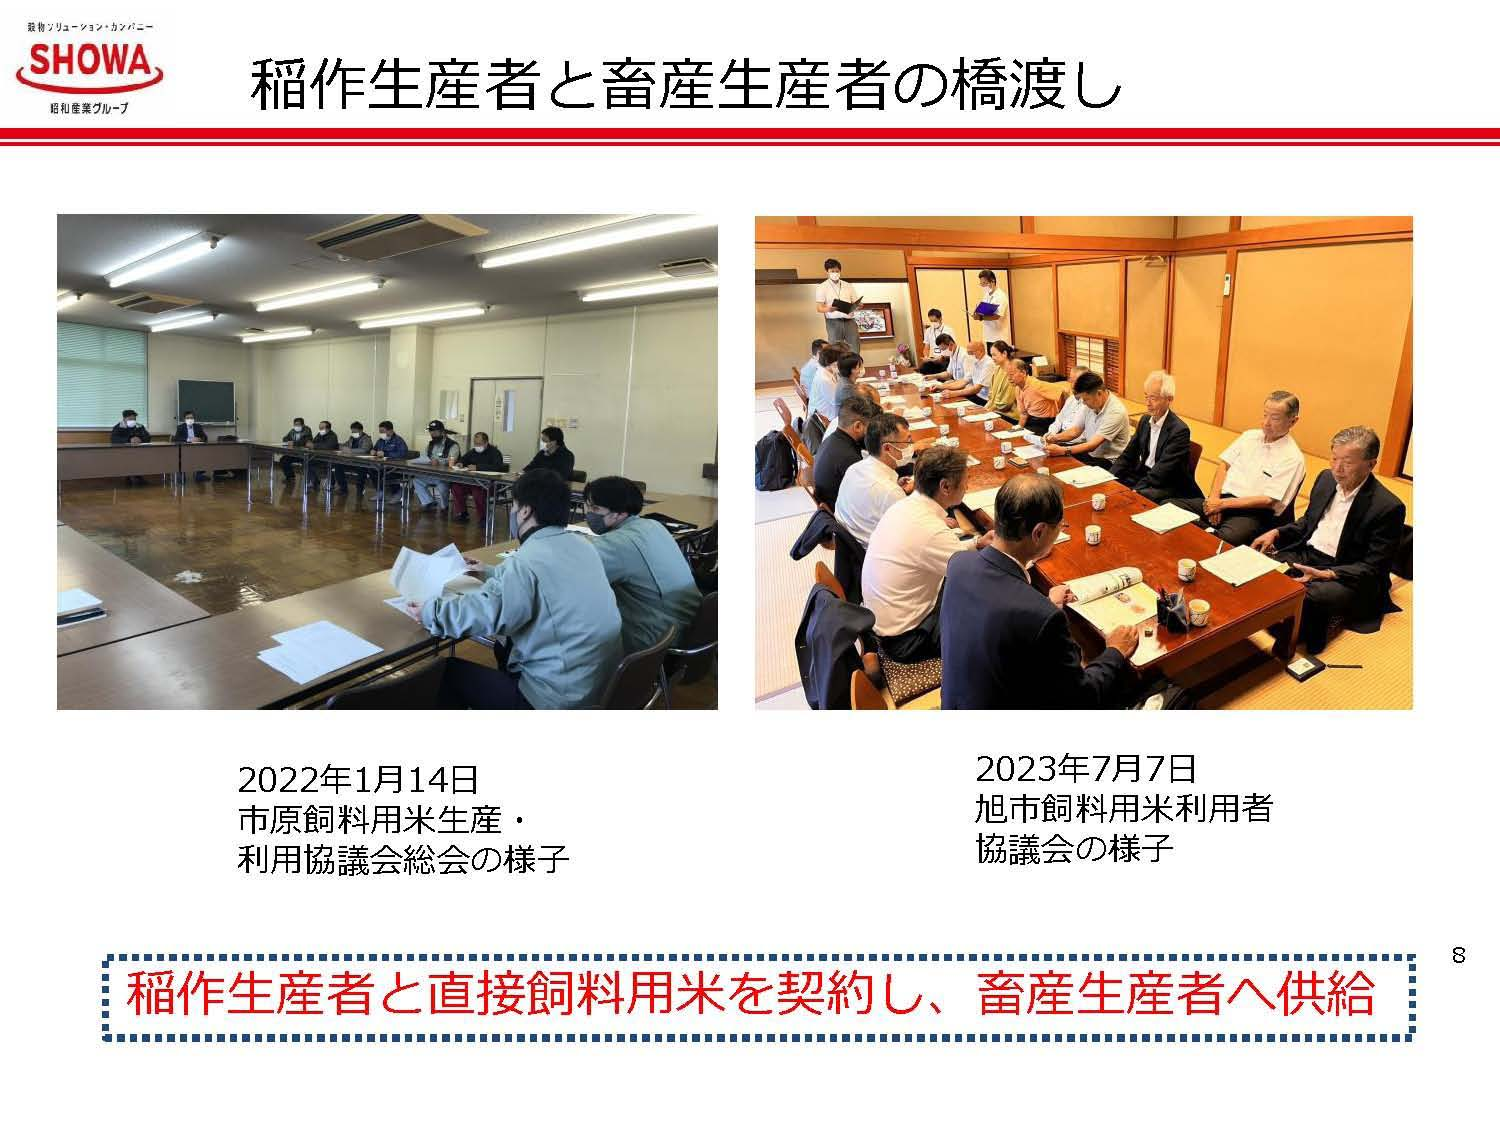 穀物ソリューション・カンパニー
SHOWA
昭和産業グループ
稲作生産者と畜産生産者の橋渡し
2022年1月14日
市原飼料用米生産・
利用協議会総会の様子
2023年7月7日
旭市飼料用米利用者
協議会の様子
8
稲作生産者と直接飼料用米を契約し、畜産生産者へ供給